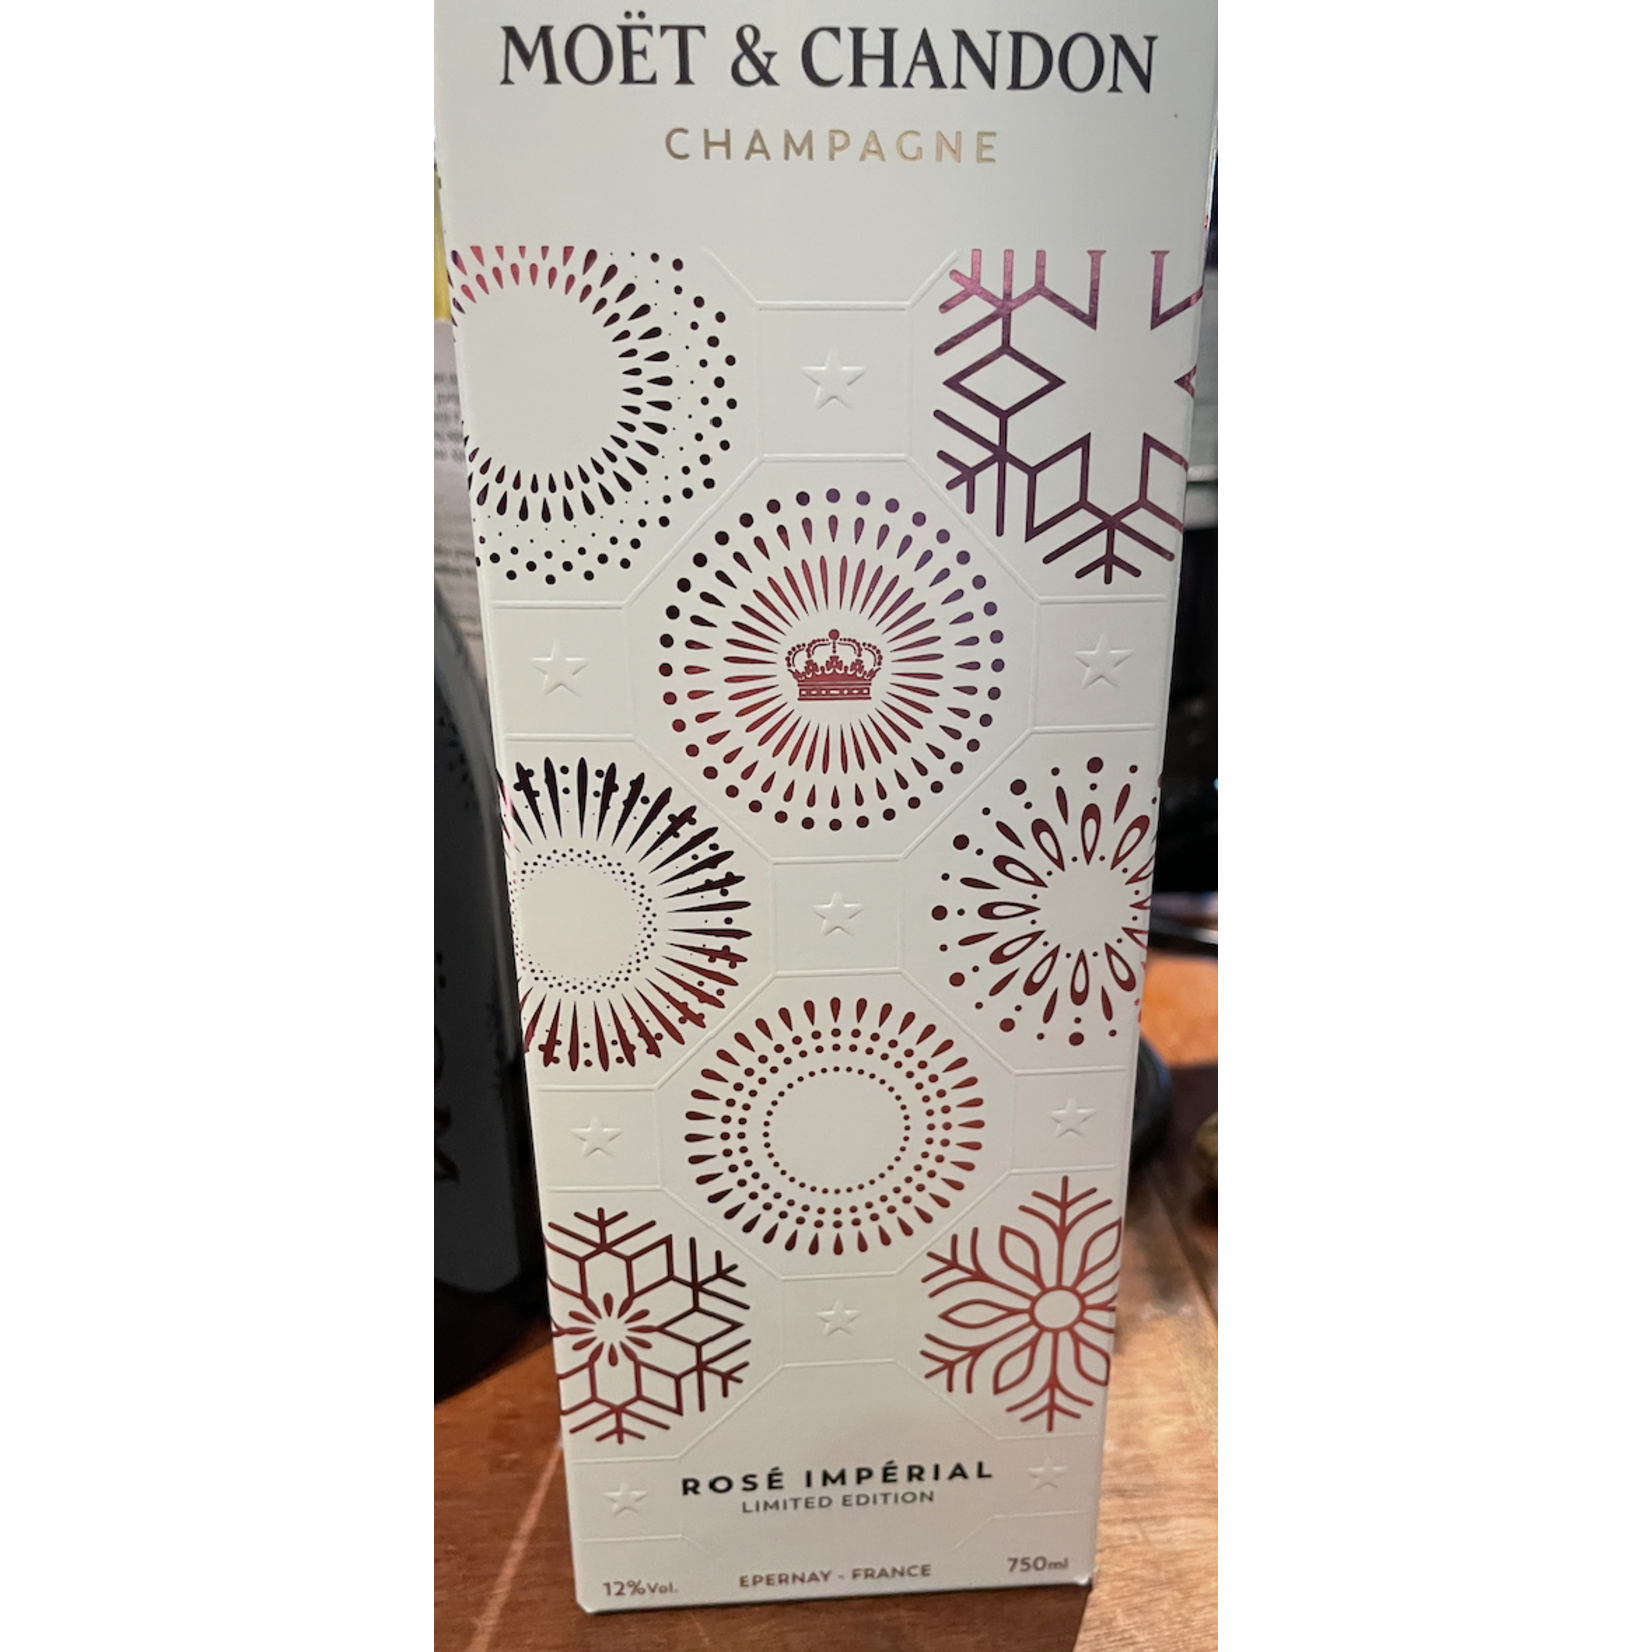 MOËT & CHANDON
CHAMPAGNE
ROSÉ IMPÉRIAL
LIMITED EDITION
12%Vol.
EPERNAY - FRANCE
750ml